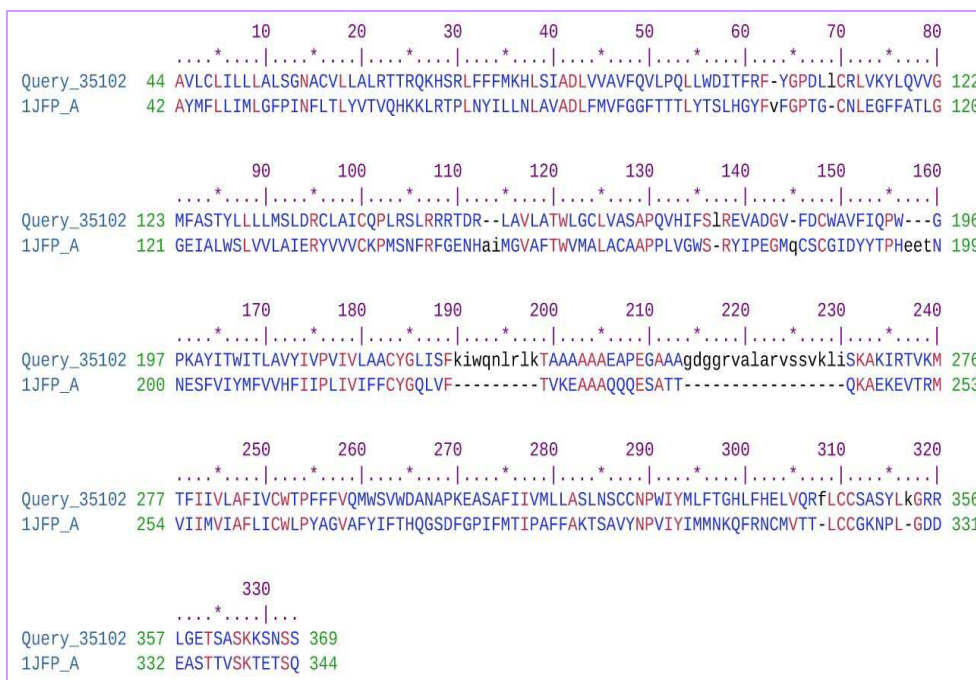 10 20 30 40 50 60 70 80
....*....|....*....|....*....|....*....|....*....|....*....|....*....|....*....|
Query_35102 44 AVLCLILLLALSGNACVLLALRTTRQKHSRLFFFMKHLSIADLVVAVFQVLPQLLWDITFRF-YGPDLlCRLVKYLQVVG 122
1JFP_A 42 AYMFLLIMLGFPINFLTLYVTVQHKKLRTPLNYILLNLAVADLFMVFGGFTTTLYTSLHGYFvFGPTG-CNLEGFFATLG 120
90 100 110 120 130 140 150 160
....*....|....*....|....*....|....*....|....*....|....*....|....*....|....*....|
Query_35102 123 MFASTYLLLLMSLDRCLAICQPLRSLRRRTDR--LAVLATWLGCLVASAPQVHIFSlREVADGV-FDCWAVFIQPW---G 196
1JFP_A 121 GEIALWSLVVLAIERYVVVCKPMSNFRFGENHaiMGVAFTWVMALACAAPPLVGWS-RYIPEGMqCSCGIDYYTPHeetN 199
170 180 190 200 210 220 230 240
....*....|....*....|....*....|....*....|....*....|....*....|....*....|....*....|
Query_35102 197 PKAYITWITLAVYIVPVIVLAACYGLISFkiwqnlrlkTAAAAAAEAPEGAAAgdggrvalarvssvkliSKAKIRTVKM 276
1JFP_A 200 NESFVIYMFVVHFIIPLIVIFFCYGQLVF---------TVKEAAAQQQESATT-----------------QKAEKEVTRM 253
250 260 270 280 290 300 310 320
....*....|....*....|....*....|....*....|....*....|....*....|....*....|....*....|
Query_35102 277 TFIIVLAFIVCWTPFFFVQMWSVWDANAPKEASAFIIVMLLASLNSCCNPWIYMLFTGHLFHELVQRfLCCSASYLkGRR 356
1JFP_A 254 VIIMVIAFLICWLPYAGVAFYIFTHQGSDFGPIFMTIPAFFAKTSAVYNPVIYIMMNKQFRNCMVTT-LCCGKNPL-GDD 331
330
....*....|...
Query_35102 357 LGETSASKKSNSS 369
1JFP_A 332 EASTTVSKTETSQ 344